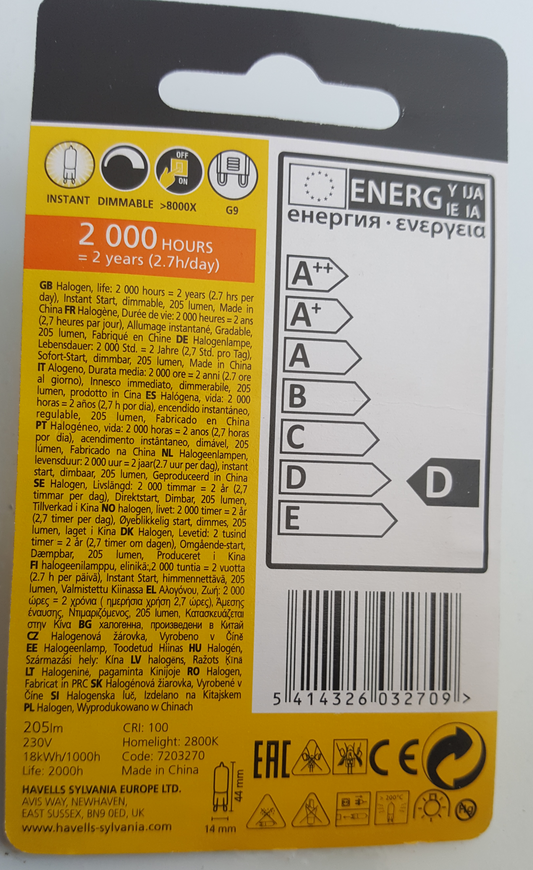 OFF
ON
INSTANT DIMMABLE >8000X G9
2 000 HOURS
= 2 years (2.7h/day)
GB Halogen, life: 2 000 hours = 2 years (2.7 hrs per
day), Instant Start, dimmable, 205 lumen, Made in
China FR Halogène, Durée de vie: 2 000 heures = 2 ans
(2,7 heures par jour), Allumage instantané, Gradable,
205 lumen, Fabriqué en Chine DE Halogenlampe,
Lebensdauer: 2 000 Std. = 2 Jahre (2,7 Std. pro Tag),
Sofort-Start, dimmbar, 205 lumen, Made in China
IT Alogeno, Durata media: 2 000 ore = 2 anni (2.7 ore
al giorno), Innesco immediato, dimmerabile, 205
lumen, prodotto in Cina ES Halógena, vida: 2 000
horas = 2 años (2,7 h por dia), encendido instantáneo,
regulable, 205 lumen, Fabricado en China
PT Halogéneo, vida: 2 000 horas = 2 anos (2,7 horas
por dia), acendimento instântaneo, dimável, 205
lúmen, Fabricado na China NL Halogeenlampen,
levensduur: 2 000 uur = 2 jaar(2.7 uur per dag), instant
start, dimbaar, 205 lumen, Geproduceerd in China
SE Halogen, Livslängd: 2 000 timmar = 2 år (2,7
timmar per dag), Direktstart, Dimbar, 205 lumen,
Tillverkad i Kina NO halogen, livet: 2 000 timer = 2 år
(2,7 timer per dag), Øyeblikkelig start, dimmes, 205
lumen, laget i Kina DK Halogen, Levetid: 2 tusind
timer = 2 år (2,7 timer om dagen), Omgående-start,
Dæmpbar, 205 lumen, Produceret i Kina
FI halogeenilamppu, elinikä:,2 000 tuntia = 2 vuotta
(2.7 h per päivä), Instant Start, himmennettävä, 205
lumen, Valmistettu Kiinassa EL Αλογόνου, Ζωή: 2 000
ώρες = 2 χρόνια ( ημερήσια χρήση 2,7 ώρες), Άμεσης
έναυσης, Ντιμαριζόμενος, 205 lumen, Κατασκευάζεται
στην Κίνα BG халогенна, произведени в Китай
CZ Halogenová žárovka, Vyrobeno v Číně
EE Halogeenlamp, Toodetud Hiinas HU Halogén,
Származási hely: Kína LV halogēns, Ražots Ķīnā
LT Halogeninė, pagaminta Kinijoje RO Halogen,
Fabricat in PRC SK Halogénová žiarovka, Vyrobené v
Číne SI Halogenska luč, Izdelano na Kitajskem
PL Halogen, Wyprodukowano w Chinach
205lm CRI: 100
230V Homelight: 2800K
18kWh/1000h Code: 7203270
Life: 2000h Made in China
HAVELLS SYLVANIA EUROPE LTD.
AVIS WAY, NEWHAVEN,
EAST SUSSEX, BN9 0ED, UK
www.havells-sylvania.com
44 mm
14 mm
ENERG Y IJA
IE IA
енергия · ενεργεια
A++
A+
A
B
C
D
E
D
5 414326 032709 >
EAC CE